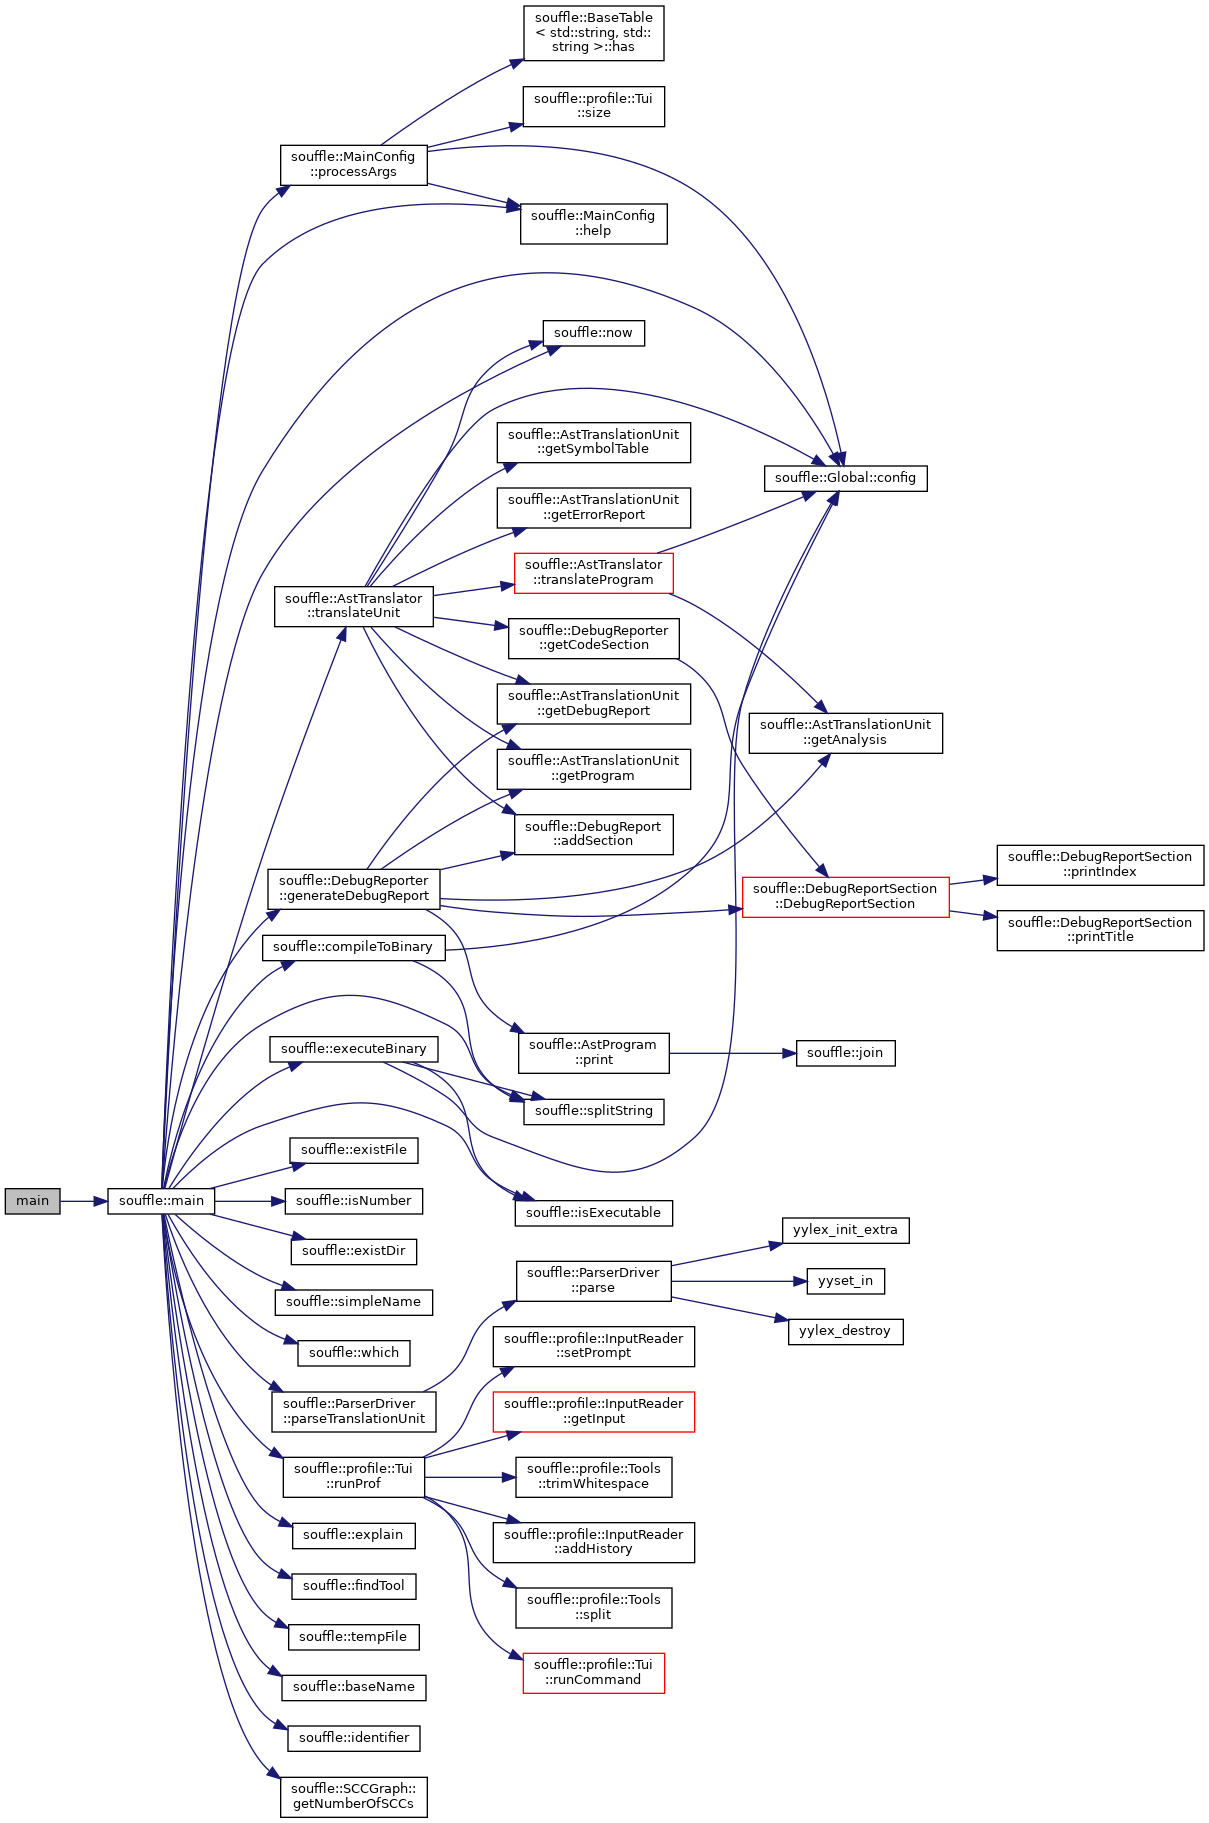 souffle::BaseTable
< std::string, std::
string >::has
souffle::profile::Tui
::size
souffle::MainConfig
::processArgs
souffle::MainConfig
::help
souffle::now
souffle::AstTranslationUnit
::getSymbolTable
souffle::Global::config
souffle::AstTranslationUnit
::getErrorReport
souffle::AstTranslator
::translateProgram
souffle::AstTranslator
::translateUnit
souffle::DebugReporter
::getCodeSection
souffle::AstTranslationUnit
::getDebugReport
souffle::AstTranslationUnit
::getAnalysis
souffle::AstTranslationUnit
::getProgram
souffle::DebugReport
::addSection
souffle::DebugReportSection
::printIndex
souffle::DebugReporter
::generateDebugReport
souffle::DebugReportSection
::DebugReportSection
souffle::DebugReportSection
::printTitle
souffle::compileToBinary
souffle::executeBinary
souffle::AstProgram
::print
souffle::join
souffle::splitString
souffle::existFile
main
souffle::main
souffle::isNumber
souffle::isExecutable
yylex_init_extra
souffle::existDir
souffle::ParserDriver
::parse
yyset_in
souffle::simpleName
yylex_destroy
souffle::which
souffle::profile::InputReader
::setPrompt
souffle::ParserDriver
::parseTranslationUnit
souffle::profile::InputReader
::getInput
souffle::profile::Tui
::runProf
souffle::profile::Tools
::trimWhitespace
souffle::explain
souffle::profile::InputReader
::addHistory
souffle::findTool
souffle::profile::Tools
::split
souffle::tempFile
souffle::profile::Tui
::runCommand
souffle::baseName
souffle::identifier
souffle::SCCGraph::
getNumberOfSCCs